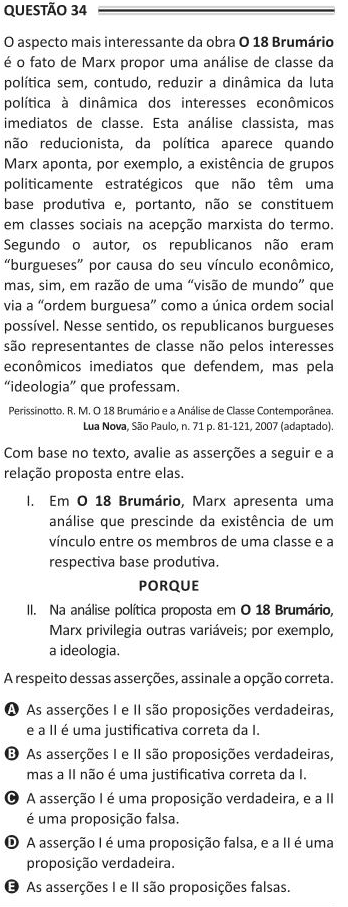 QUESTÃO 34
O aspecto mais interessante da obra O 18 Brumário
é o fato de Marx propor uma análise de classe da
política sem, contudo, reduzir a dinâmica da luta
política à dinâmica dos interesses econômicos
imediatos de classe. Esta análise classista, mas
não reducionista, da política aparece quando
Marx aponta, por exemplo, a existência de grupos
politicamente estratégicos que não têm uma
base produtiva e, portanto, não se constituem
em classes sociais na acepção marxista do termo.
Segundo o autor, os republicanos não eram
“burgueses” por causa do seu vínculo econômico,
mas, sim, em razão de uma “visão de mundo” que
via a “ordem burguesa” como a única ordem social
possível. Nesse sentido, os republicanos burgueses
são representantes de classe não pelos interesses
econômicos imediatos que defendem, mas pela
“ideologia” que professam.
Perissinotto. R. M. O 18 Brumário e a Análise de Classe Contemporânea.
Lua Nova, São Paulo, n. 71 p. 81-121, 2007 (adaptado).
Com base no texto, avalie as asserções a seguir e a
relação proposta entre elas.
I. Em O 18 Brumário, Marx apresenta uma
análise que prescinde da existência de um
vínculo entre os membros de uma classe e a
respectiva base produtiva.
PORQUE
II. Na análise política proposta em O 18 Brumário,
Marx privilegia outras variáveis; por exemplo,
a ideologia.
A respeito dessas asserções, assinale a opção correta.
A As asserções I e II são proposições verdadeiras,
e a II é uma justificativa correta da I.
B As asserções I e II são proposições verdadeiras,
mas a II não é uma justificativa correta da I.
C A asserção I é uma proposição verdadeira, e a II
é uma proposição falsa.
D A asserção I é uma proposição falsa, e a II é uma
proposição verdadeira.
E As asserções I e II são proposições falsas.